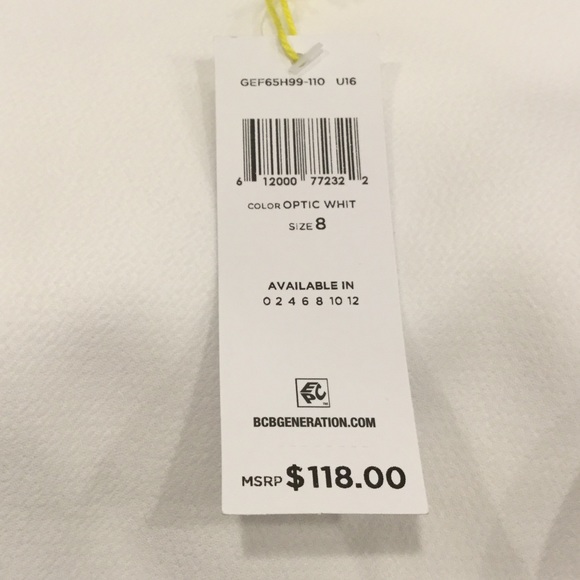 GEF65H99-110 U16
6 12000 77232 2
COLOR OPTIC WHIT
SIZE 8
AVAILABLE IN
0 2 4 6 8 10 12
EPC
BCBGENERATION.COM
MSRP $118.00